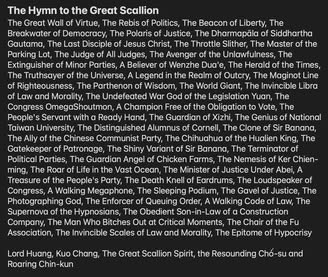 The Hymn to the Great Scallion
The Great Wall of Virtue, The Rebis of Politics, The Beacon of Liberty, The
Breakwater of Democracy, The Polaris of Justice, The Dharmapāla of Siddhartha
Gautama, The Last Disciple of Jesus Christ, The Throttle Slither, The Master of the
Parking Lot, The Judge of All Judges, The Avenger of the Unlawfulness, The
Extinguisher of Minor Parties, A Believer of Wenzhe Dua'e, The Herald of the Times,
The Truthsayer of the Universe, A Legend in the Realm of Outcry, The Maginot Line
of Righteousness, The Parthenon of Wisdom, The World Giant, The Invincible Libra
of Law and Morality, The Undefeated War God of the Legislation Yuan, The
Congress OmegaShoutmon, A Champion Free of the Obligation to Vote, The
People's Servant with a Ready Hand, The Guardian of Xizhi, The Genius of National
Taiwan University, The Distinguished Alumnus of Cornell, The Clone of Sir Banana,
The Ally of the Chinese Communist Party, The Chihuahua of the Hualien King, The
Gatekeeper of Patronage, The Shiny Variant of Sir Banana, The Terminator of
Political Parties, The Guardian Angel of Chicken Farms, The Nemesis of Ker Chien-
ming, The Roar of Life in the Vast Ocean, The Minister of Justice Under Abei, A
Treasure of the People's Party, The Death Knell of Eardrums, The Loudspeaker of
Congress, A Walking Megaphone, The Sleeping Podium, The Gavel of Justice, The
Photographing God, The Enforcer of Queuing Order, A Walking Code of Law, The
Supernova of the Hypnosians, The Obedient Son-in-Law of a Construction
Company, The Man Who Bitches Out at Critical Moments, The Chair of the Fu
Association, The Invincible Scales of Law and Morality, The Epitome of Hypocrisy
Lord Huang, Kuo Chang, The Great Scallion Spirit, the Resounding Chó-su and
Roaring Chin-kun